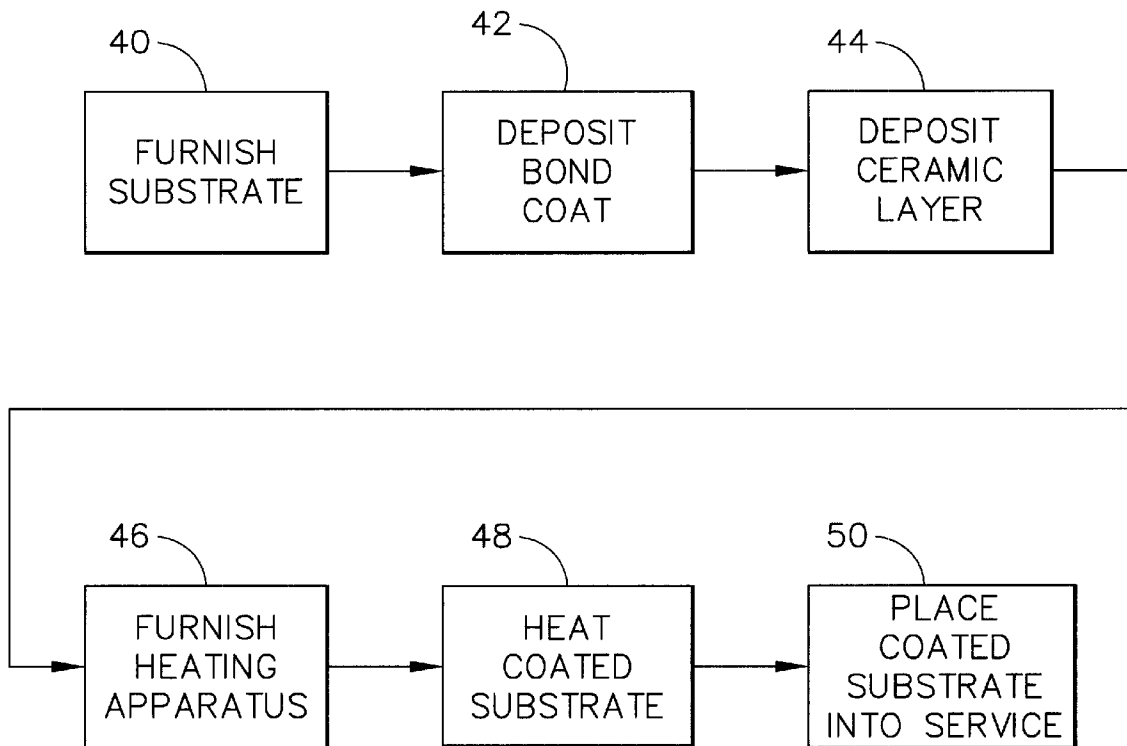 40
FURNISH
SUBSTRATE
42
DEPOSIT
BOND
COAT
44
DEPOSIT
CERAMIC
LAYER
46
FURNISH
HEATING
APPARATUS
48
HEAT
COATED
SUBSTRATE
50
PLACE
COATED
SUBSTRATE
INTO SERVICE